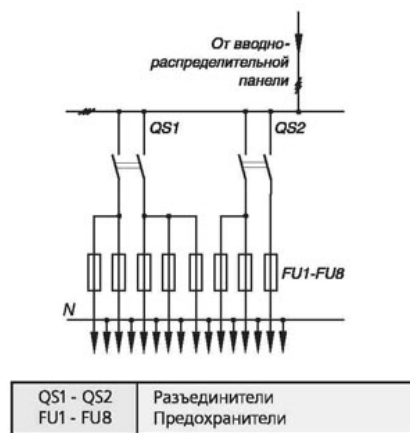 От вводно-
распределительной
панели
QS1
QS2
FU1-FU8
N
QS1 - QS2 Разъединители
FU1 - FU8 Предохранители